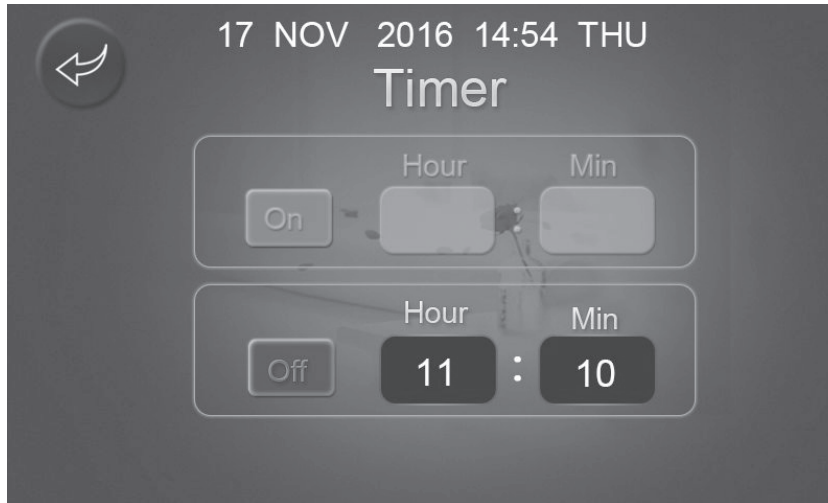 17 NOV 2016 14:54 THU
Timer
Hour Min
On :
Hour Min
Off 11 : 10